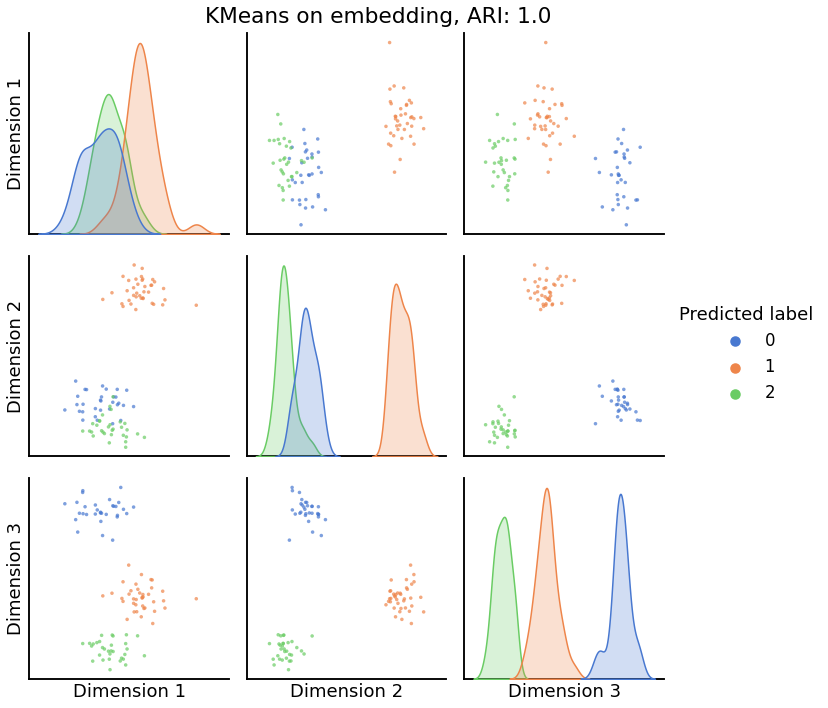 KMeans on embedding, ARI: 1.0
Dimension 1
Dimension 2
Dimension 3
Dimension 1
Dimension 2
Dimension 3
Predicted label
0
1
2